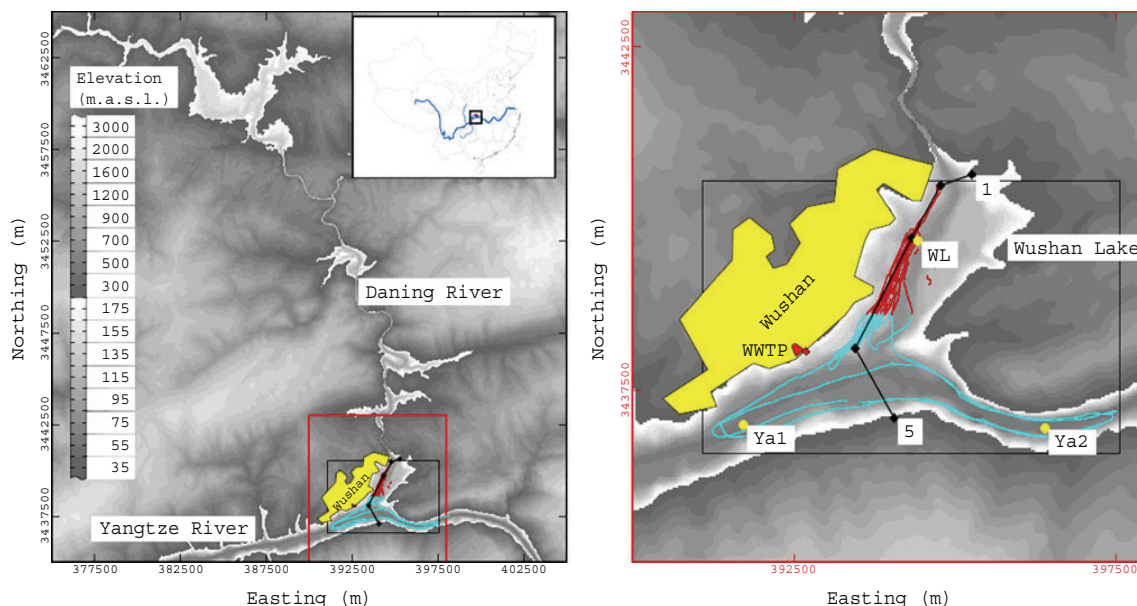 3462500
3457500
3452500
3447500
3442500
3437500
Northing (m)
Elevation
(m.a.s.l.)
3000
2000
1600
1200
900
700
500
300
175
155
135
115
95
75
55
35
Daning River
Wushan
Yangtze River
377500
382500
387500
392500
397500
402500
Easting (m)
3442500
3437500
Northing (m)
1
WL
Wushan Lake
Wushan
WWTP
Ya1
5
Ya2
392500
397500
Easting (m)